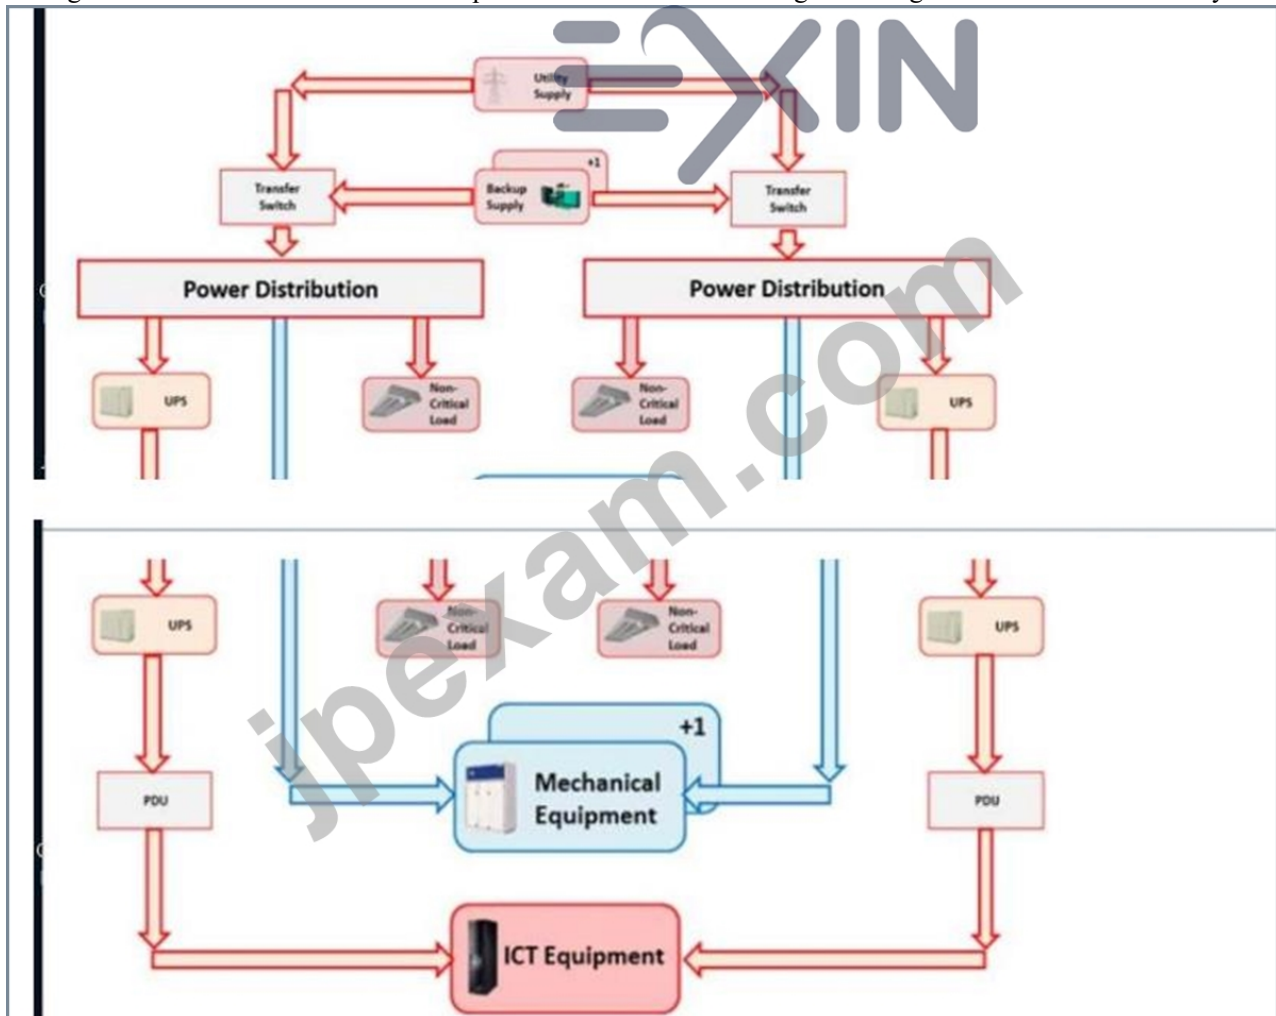 EXIN
Utility
Supply
+1
Transfer
Switch
Backup
Supply
Transfer
Switch
Power Distribution
Power Distribution
UPS
Non-
Critical
Load
Non-
Critical
Load
UPS
jpexam.com
UPS
Non-
Critical
Load
Non-
Critical
Load
UPS
+1
Mechanical
Equipment
PDU
PDU
ICT Equipment